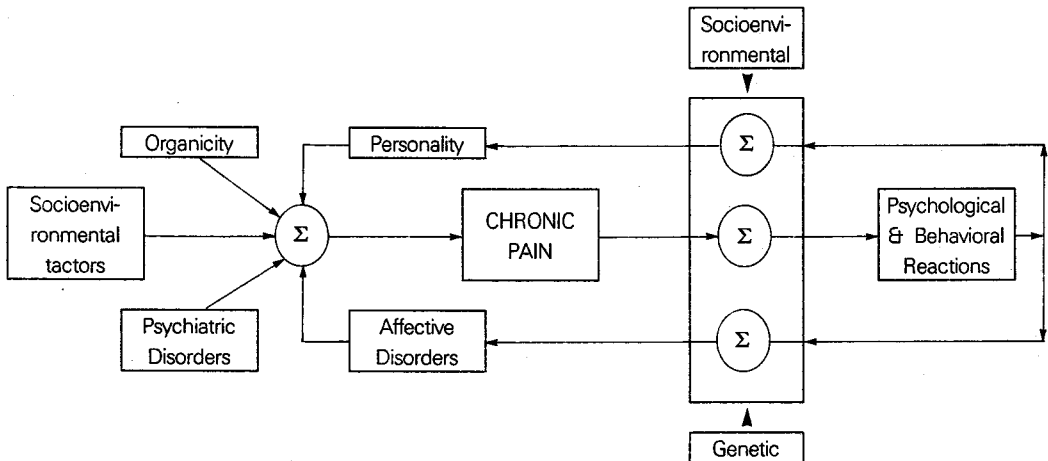 Socioenvi-
ronmental
Organicity
Personality
Σ
Socioenvi-
ronmental
tactors
Σ
CHRONIC
PAIN
Σ
Psychological
& Behavioral
Reactions
Psychiatric
Disorders
Affective
Disorders
Σ
Genetic